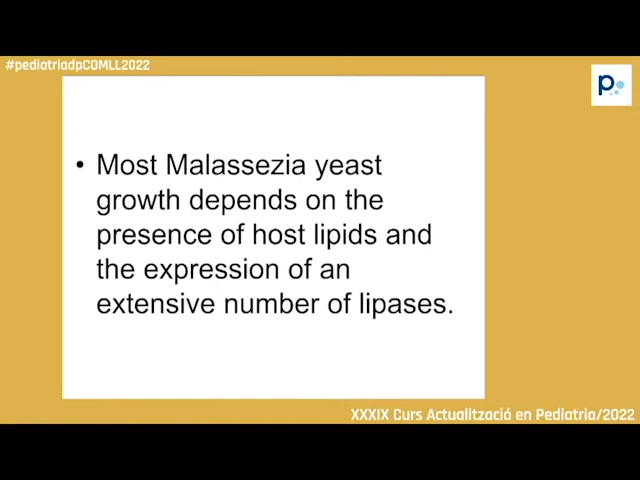 #pediatriadpCOMLL2022
p
• Most Malassezia yeast
growth depends on the
presence of host lipids and
the expression of an
extensive number of lipases.
XXXIX Curs Actualització en Pediatria/2022